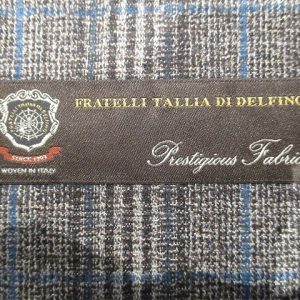 FRATELLI TALLIA DI DELFINO
Prestigious Fabric
SINCE 1903
WOVEN IN ITALY